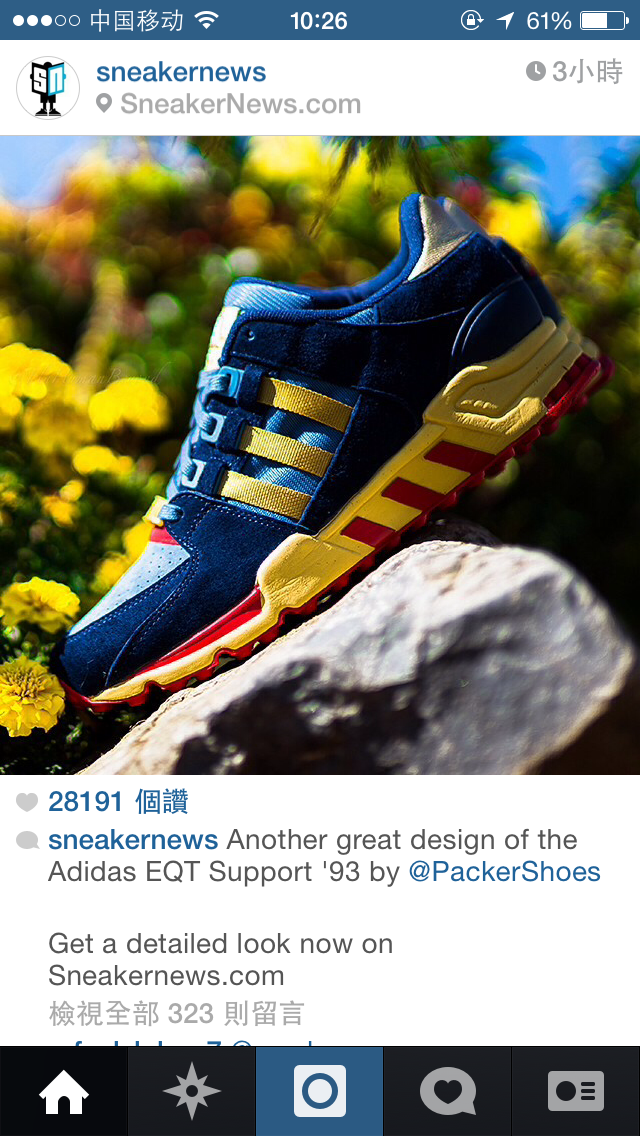 中国移动 10:26 61%
SN
sneakernews 3小時
SneakerNews.com
28191 個讚
sneakernews Another great design of the
Adidas EQT Support '93 by @PackerShoes
Get a detailed look now on
Sneakernews.com
檢視全部 323 則留言